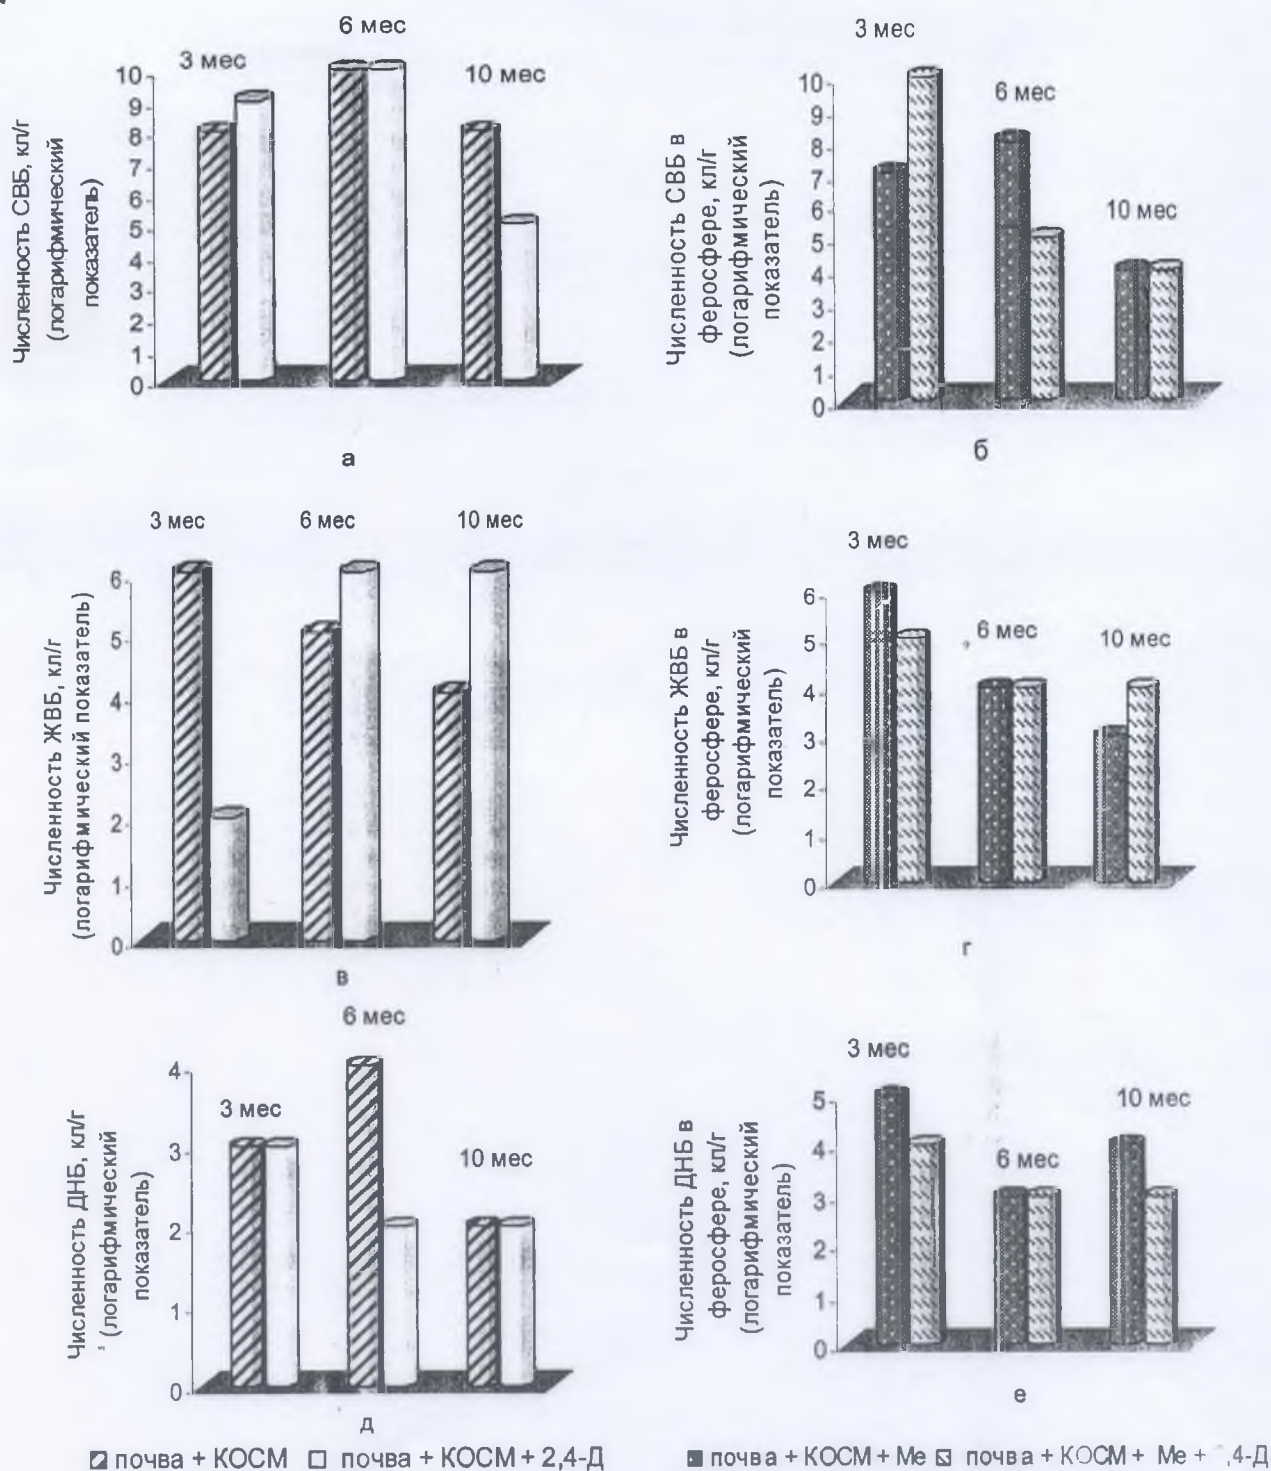 6 мес
3 мес
10 мес
Численность СВБ, кл/г
(логарифмический
показатель)
10
9
8
7
6
5
4
3
2
1
0
а
3 мес
6 мес
10 мес
Численность СВБ в
феросфере, кл/г
(логарифмический
показатель)
10
9
8
7
6
5
4
3
2
1
0
б
3 мес
6 мес
10 мес
Численность ЖВБ, кл/г
(логарифмический показатель)
6
5
4
3
2
1
0
в
3 мес
6 мес
10 мес
Численность ЖВБ в
феросфере, кл/г
(логарифмический
показатель)
6
5
4
3
2
1
0
г
6 мес
3 мес
10 мес
Численность ДНБ, кл/г
(логарифмический
показатель)
4
3
2
1
0
д
3 мес
10 мес
6 мес
Численность ДНБ в
феросфере, кл/г
(логарифмический
показатель)
5
4
3
2
1
0
е
почва + КОСМ
почва + КОСМ + 2,4-Д
почва + КОСМ + Ме
почва + КОСМ + Ме + ,4-Д